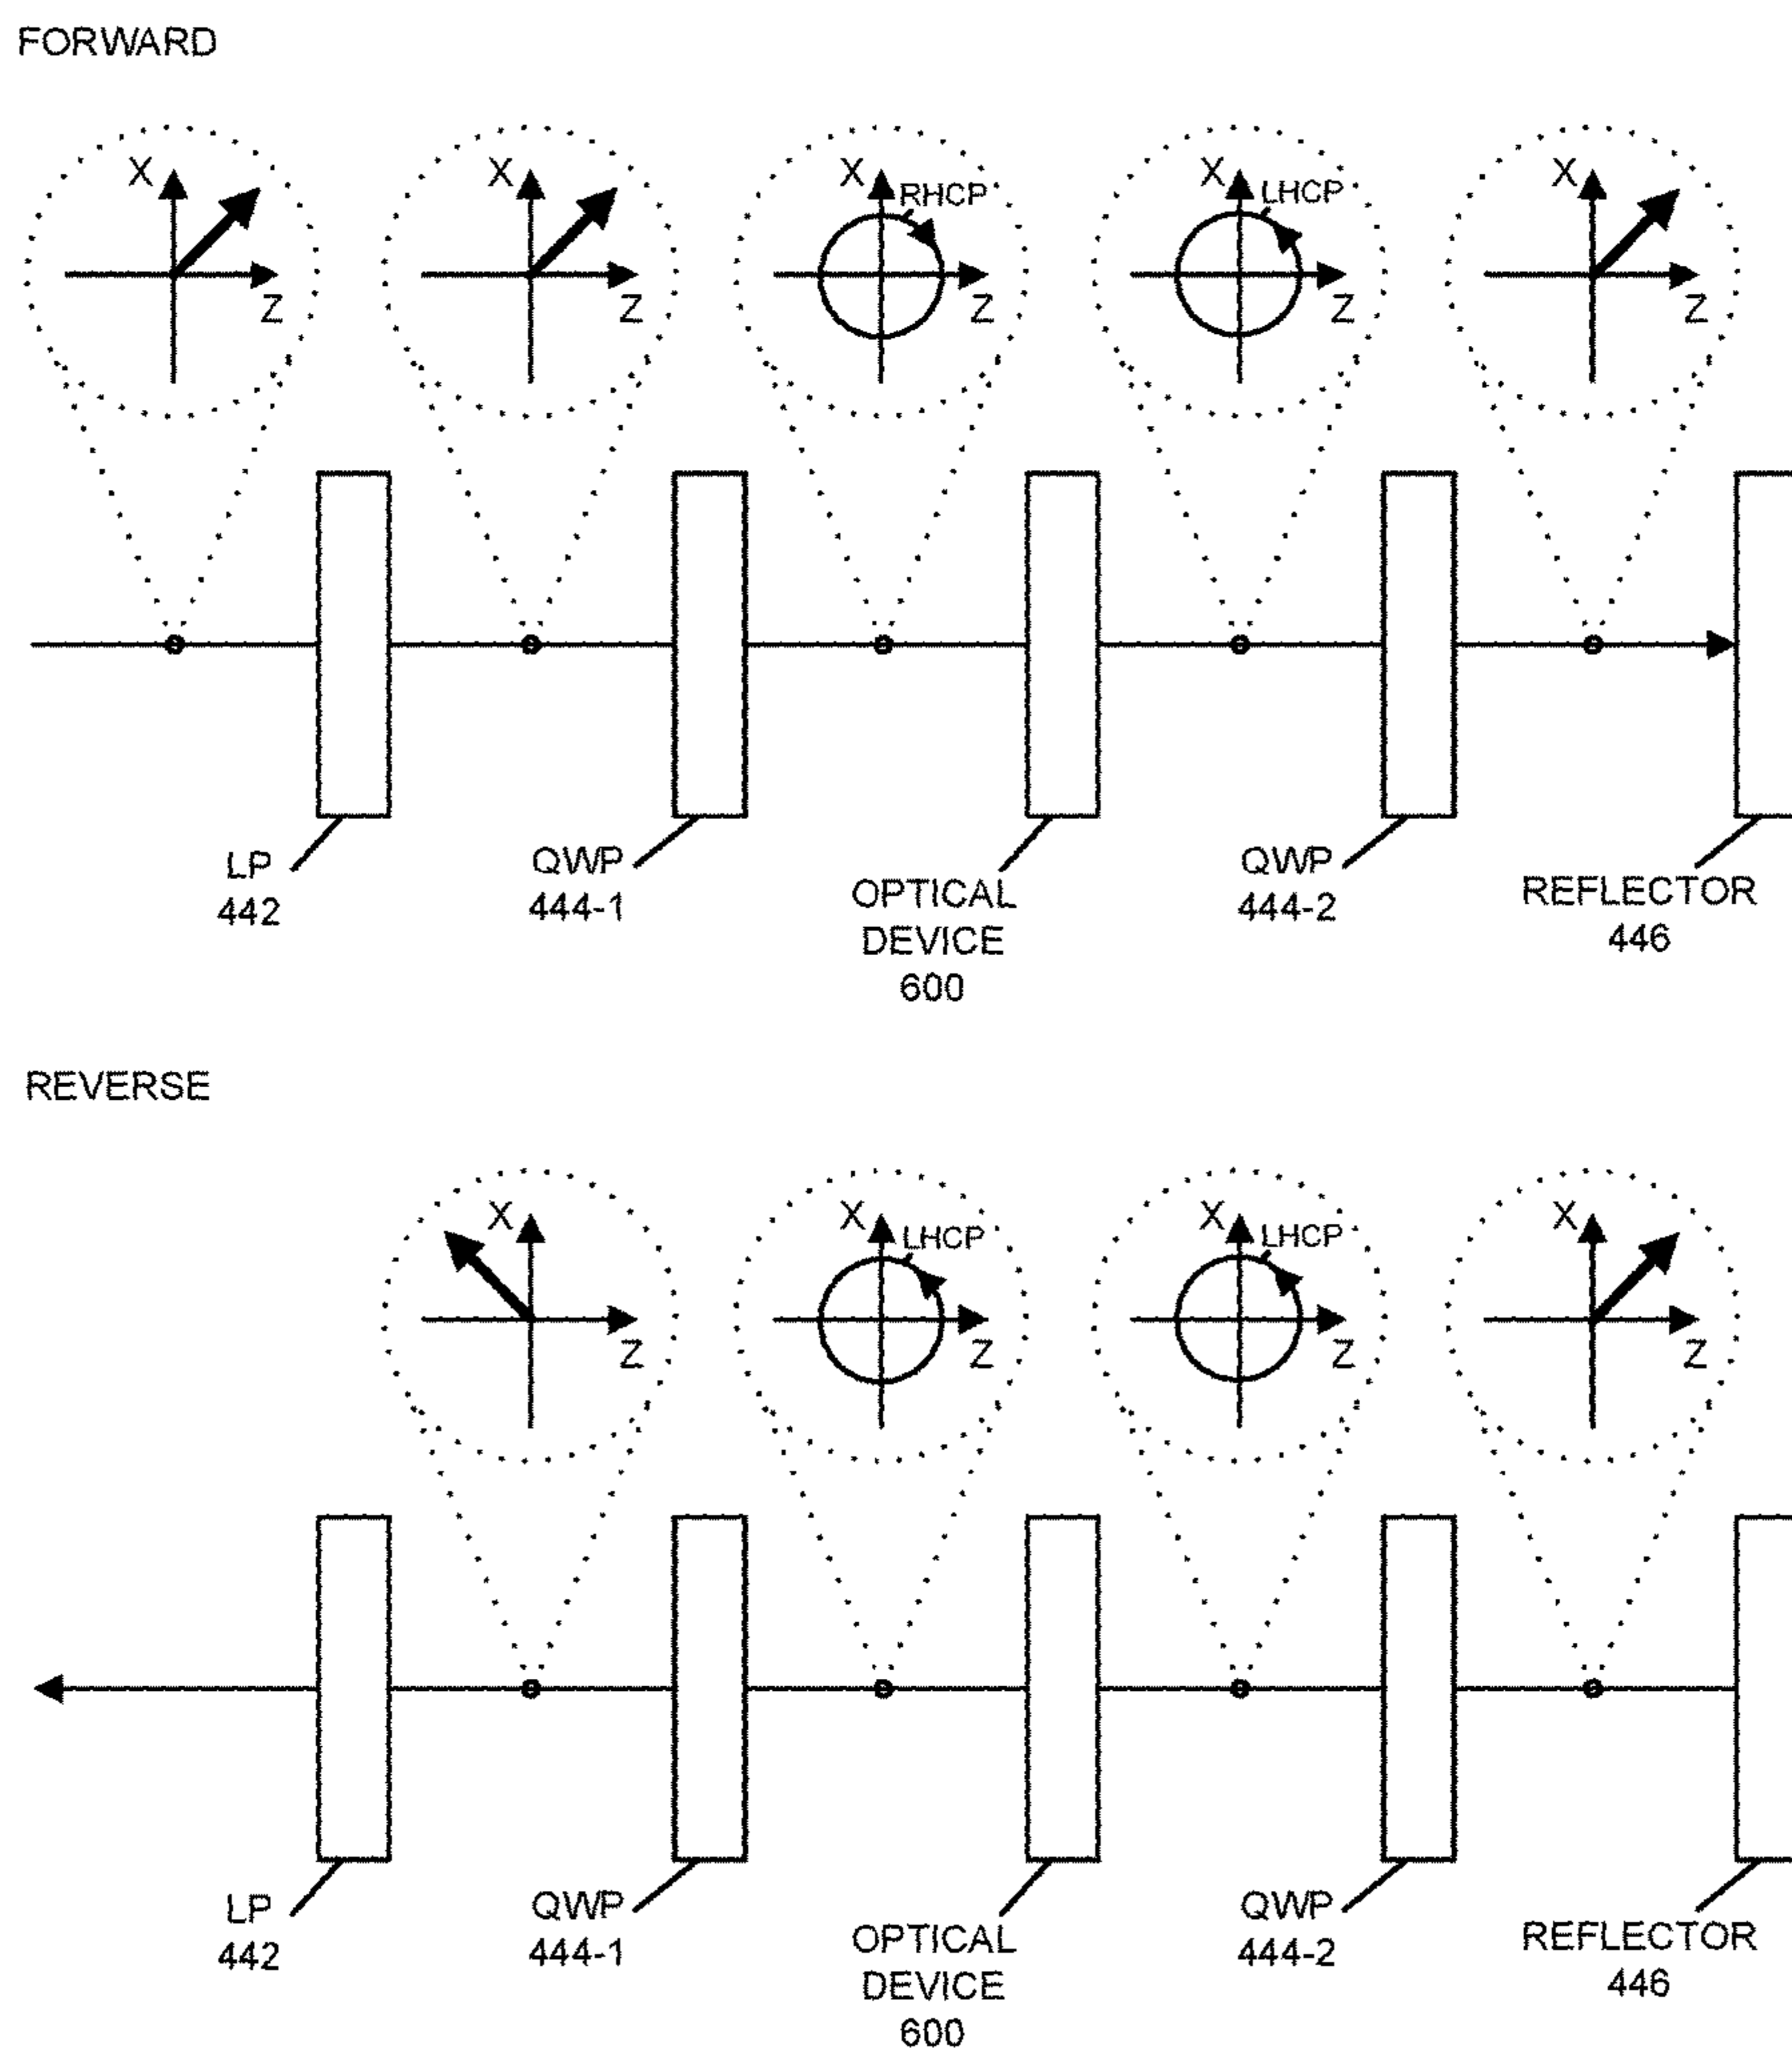 FORWARD
X
Z
X
Z
X
RHCP
Z
X
LHCP
Z
X
Z
LP
442
QWP
444-1
OPTICAL
DEVICE
600
QWP
444-2
REFLECTOR
446
REVERSE
X
Z
X
LHCP
Z
X
LHCP
Z
X
Z
LP
442
QWP
444-1
OPTICAL
DEVICE
600
QWP
444-2
REFLECTOR
446